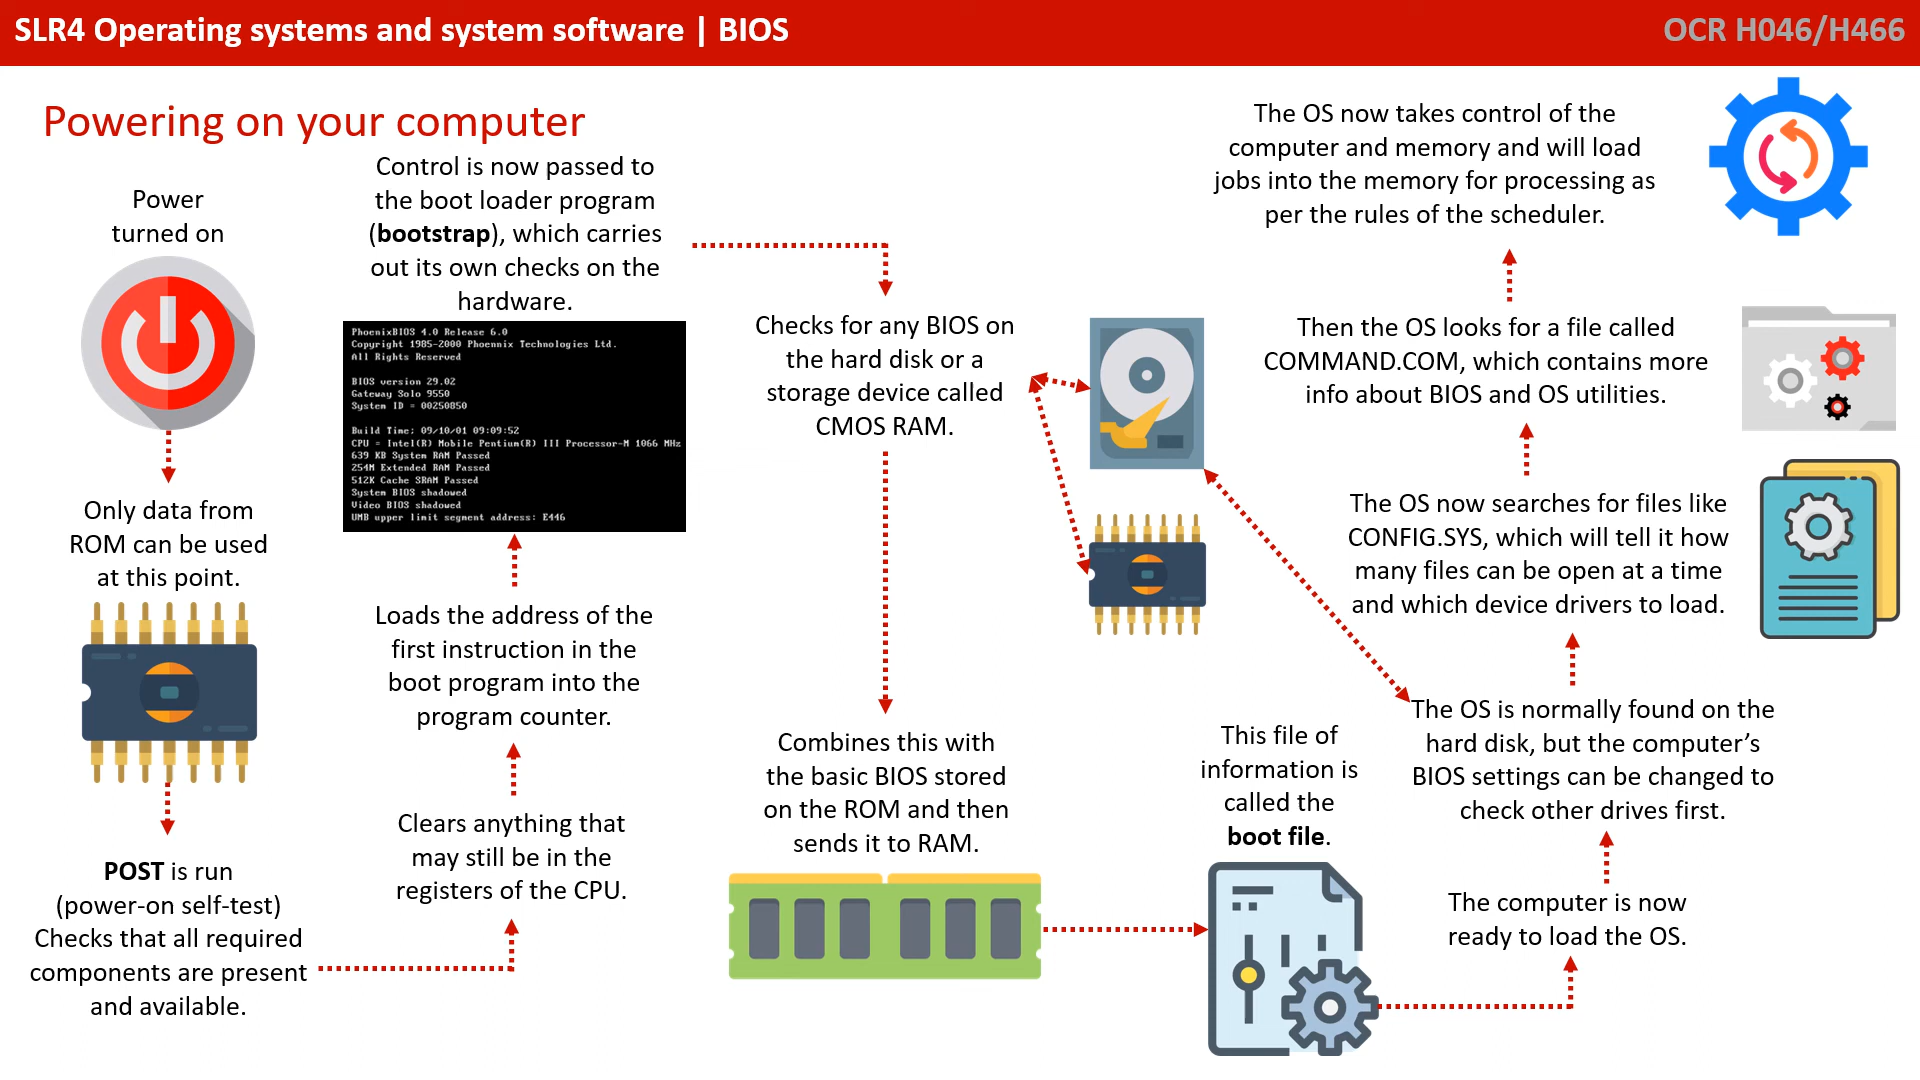 SLR4 Operating systems and system software | BIOS
OCR H046/H466
Powering on your computer
Power
turned on
Only data from
ROM can be used
at this point.
POST is run
(power-on self-test)
Checks that all required
components are present
and available.
Clears anything that
may still be in the
registers of the CPU.
Loads the address of the
first instruction in the
boot program into the
program counter.
Control is now passed to
the boot loader program
(bootstrap), which carries
out its own checks on the
hardware.
PhoenixBIOS 4.0 Release 6.0
Copyright 1985-2000 Phoennix Technologies Ltd.
All Rights Reserved
BIOS version 29.02
Gateway Solo 9550
System ID = 00250850
Build Time: 09/10/01 09:09:52
CPU = Intel(R) Mobile Pentium(R) III Processor-M 1066 MHz
639 KB System RAM Passed
254M Extended RAM Passed
512K Cache SRAM Passed
System BIOS shadowed
Video BIOS shadowed
UMB upper limit segment address: E446
Checks for any BIOS on
the hard disk or a
storage device called
CMOS RAM.
Combines this with
the basic BIOS stored
on the ROM and then
sends it to RAM.
This file of
information is
called the
boot file.
The computer is now
ready to load the OS.
The OS is normally found on the
hard disk, but the computer’s
BIOS settings can be changed to
check other drives first.
The OS now searches for files like
CONFIG.SYS, which will tell it how
many files can be open at a time
and which device drivers to load.
Then the OS looks for a file called
COMMAND.COM, which contains more
info about BIOS and OS utilities.
The OS now takes control of the
computer and memory and will load
jobs into the memory for processing as
per the rules of the scheduler.